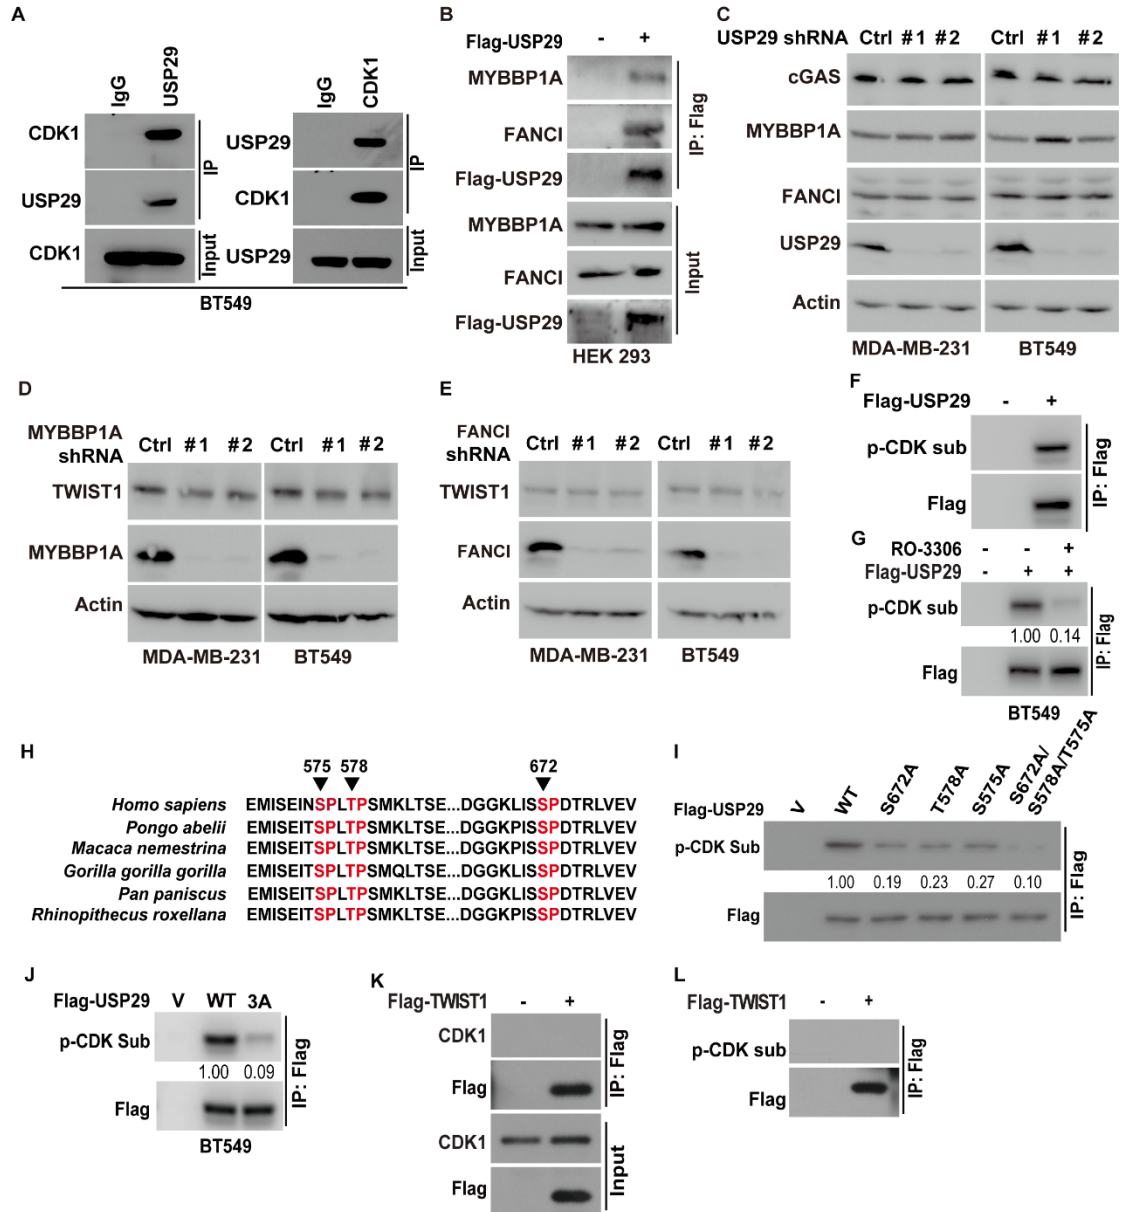 A
IgG
USP29
CDK1
USP29
CDK1
IP
Input
IgG
CDK1
USP29
CDK1
USP29
IP
Input
BT549
B
Flag-USP29 - +
MYBBP1A
FANCI
Flag-USP29
IP: Flag
MYBBP1A
FANCI
Flag-USP29
Input
HEK 293
C
USP29 shRNA Ctrl #1 #2 Ctrl #1 #2
cGAS
MYBBP1A
FANCI
USP29
Actin
MDA-MB-231 BT549
D
MYBBP1A
shRNA
Ctrl #1 #2 Ctrl #1 #2
TWIST1
MYBBP1A
Actin
MDA-MB-231 BT549
E
FANCI
shRNA
Ctrl #1 #2 Ctrl #1 #2
TWIST1
FANCI
Actin
MDA-MB-231 BT549
F
Flag-USP29 - +
p-CDK sub
Flag
IP: Flag
G
RO-3306 - - +
Flag-USP29 - + +
p-CDK sub
1.00 0.14
Flag
IP: Flag
BT549
H
575 578 672
Homo sapiens EMISEINSPLTPSMKLTSE...DGGKLISSPDTRLVEV
Pongo abelii EMISEITSPLTPSMKLTSE...DGGKPISSPDTRLVEV
Macaca nemestrina EMISEITSPLTPSMKLTSE...DGGKPISSPDTRLVEV
Gorilla gorilla gorilla EMISEITSPLTPSMQLTSE...DGGKPISSPDTRLVEV
Pan paniscus EMISEITSPLTPSMKLTSE...DGGKPISSPDTRLVEV
Rhinopithecus roxellana EMISEITSPLTPSMKLTSE...DGGKPISSPDTRLVEV
I
Flag-USP29
V
WT
S672A
T578A
S575A
S672A/
S578A/T575A
p-CDK Sub
1.00 0.19 0.23 0.27 0.10
Flag
IP: Flag
J
Flag-USP29 V WT 3A
p-CDK Sub
1.00 0.09
Flag
IP: Flag
BT549
K
Flag-TWIST1 - +
CDK1
Flag
IP: Flag
CDK1
Flag
Input
L
Flag-TWIST1 - +
p-CDK sub
Flag
IP: Flag